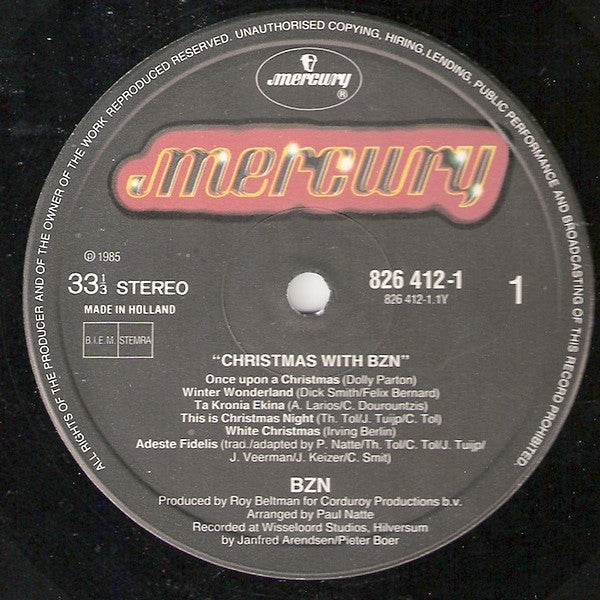 ALL RIGHTS OF THE PRODUCER AND OF THE OWNER OF THE WORK REPRODUCED RESERVED. UNAUTHORISED COPYING, HIRING, LENDING, PUBLIC PERFORMANCE AND BROADCASTING OF THIS RECORD PROHIBITED.
mercury ®
mercury
℗ 1985
33 1/3 STEREO
MADE IN HOLLAND
B.I.E.M. STEMRA
826 412-1
826 412-1.1Y
1
“CHRISTMAS WITH BZN”
Once upon a Christmas (Dolly Parton)
Winter Wonderland (Dick Smith/Felix Bernard)
Ta Kronia Ekina (A. Larios/C. Dourountzis)
This is Christmas Night (Th. Tol/J. Tuijp/C. Tol)
White Christmas (Irving Berlin)
Adeste Fidelis (trad./adapted by P. Natte/Th. Tol/C. Tol/J. Tuijp/
J. Veerman/J. Keizer/C. Smit)
BZN
Produced by Roy Beltman for Corduroy Productions b.v.
Arranged by Paul Natte
Recorded at Wisseloord Studios, Hilversum
by Janfred Arendsen/Pieter Boer